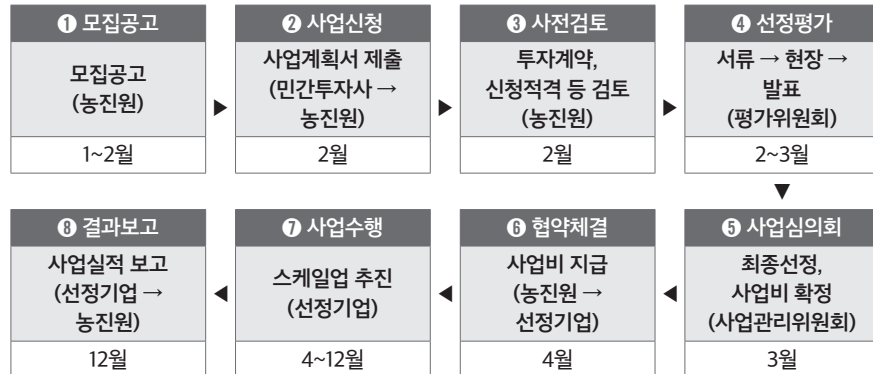 ❶ 모집공고
모집공고
(농진원)
1~2월
▶
❷ 사업신청
사업계획서 제출
(민간투자사 →
농진원)
2월
▶
❸ 사전검토
투자계약,
신청적격 등 검토
(농진원)
2월
▶
❹ 선정평가
서류 → 현장 →
발표
(평가위원회)
2~3월
▼
❺ 사업심의회
최종선정,
사업비 확정
(사업관리위원회)
3월
◀
❻ 협약체결
사업비 지급
(농진원 →
선정기업)
4월
◀
❼ 사업수행
스케일업 추진
(선정기업)
4~12월
◀
❽ 결과보고
사업실적 보고
(선정기업 →
농진원)
12월